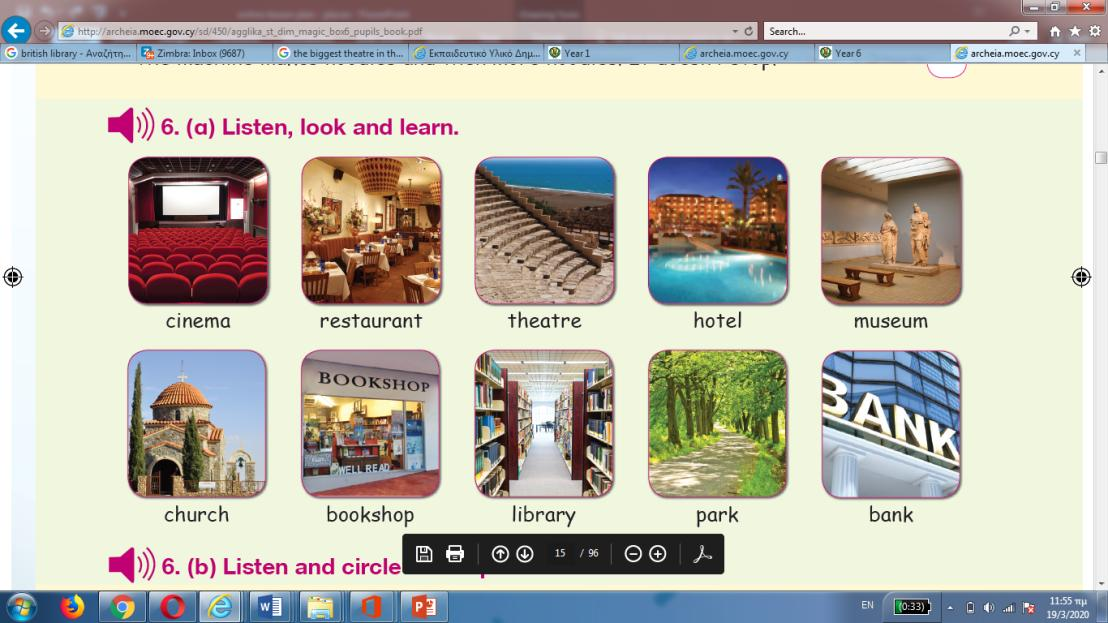 http://archeia.moec.gov.cy/sd/450/agglika_st_dim_magic_box6_pupils_book.pdf
Search...
british library - Αναζήτη...
Zimbra: Inbox (9687)
the biggest theatre in th...
Εκπαιδευτικό Υλικό Δημ...
Year 1
archeia.moec.gov.cy
Year 6
archeia.moec.gov.cy
6. (a) Listen, look and learn.
cinema
restaurant
theatre
hotel
museum
BOOKSHOP
WELL READ
BANK
church
bookshop
library
park
bank
15 / 96
6. (b) Listen and circle
EN
(0:33)
11:55 πμ
19/3/2020